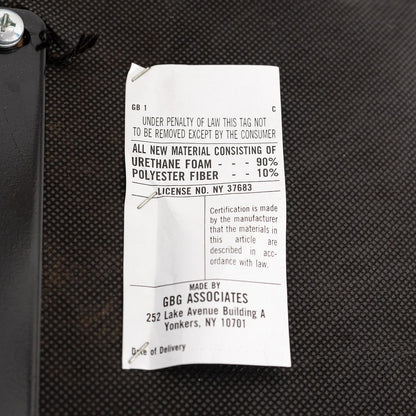 GB 1 C
UNDER PENALTY OF LAW THIS TAG NOT
TO BE REMOVED EXCEPT BY THE CONSUMER
ALL NEW MATERIAL CONSISTING OF
URETHANE FOAM - - - 90%
POLYESTER FIBER - - 10%
LICENSE NO. NY 37683
Certification is made
by the manufacturer
that the materials in
this article are
described in acc-
ordance with law.
MADE BY
GBG ASSOCIATES
252 Lake Avenue Building A
Yonkers, NY 10701
Date of Delivery